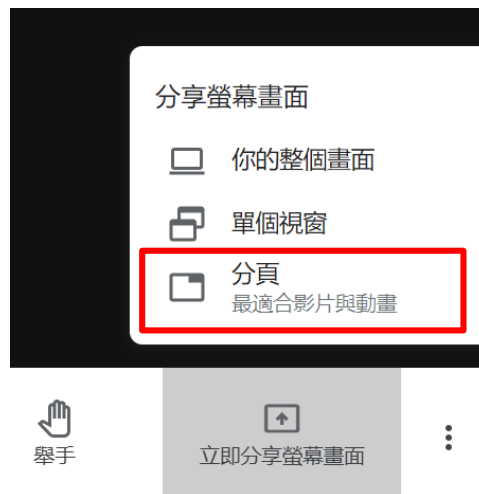 分享螢幕畫面
你的整個畫面
單個視窗
分頁
最適合影片與動畫
舉手
立即分享螢幕畫面